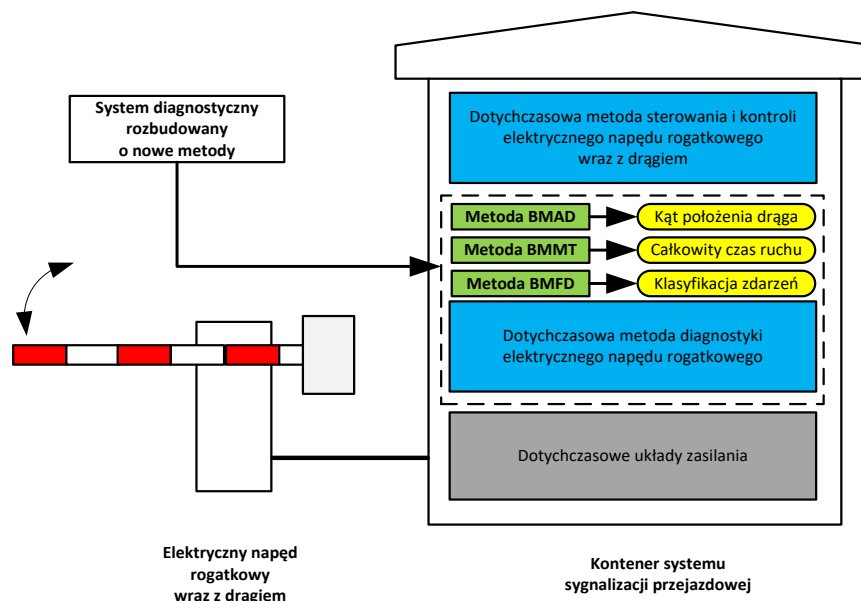 System diagnostyczny
rozbudowany
o nowe metody
Dotychczasowa metoda sterowania i kontroli
elektrycznego napędu rogatkowego
wraz z drągiem
Metoda BMAD
Kąt położenia drąga
Metoda BMMT
Całkowity czas ruchu
Metoda BMFD
Klasyfikacja zdarzeń
Dotychczasowa metoda diagnostyki
elektrycznego napędu rogatkowego
Dotychczasowe układy zasilania
Elektryczny napęd
rogatkowy
wraz z drągiem
Kontener systemu
sygnalizacji przejazdowej